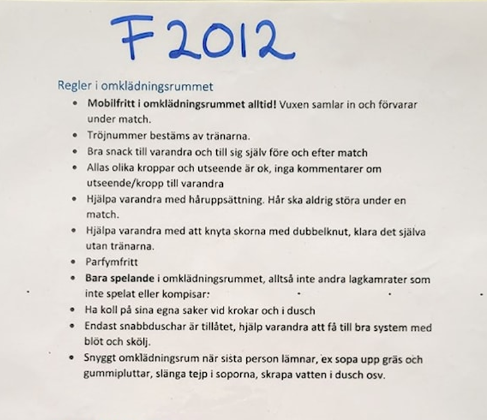 F2012
Regler i omklädningsrummet
• Mobilfritt i omklädningsrummet alltid! Vuxen samlar in och förvarar
under match.
• Tröjnummer bestäms av tränarna.
• Bra snack till varandra och till sig själv före och efter match
• Allas olika kroppar och utseende är ok, inga kommentarer om
utseende/kropp till varandra
• Hjälpa varandra med håruppsättning. Hår ska aldrig störa under en
match.
• Hjälpa varandra med att knyta skorna med dubbelknut, klara det själva
utan tränarna.
• Parfymfritt
• Bara spelande i omklädningsrummet, alltså inte andra lagkamrater som
inte spelat eller kompisar:
• Ha koll på sina egna saker vid krokar och i dusch
• Endast snabbduschar är tillåtet, hjälp varandra att få till bra system med
blöt och skölj.
• Snyggt omklädningsrum när sista person lämnar, ex sopa upp gräs och
gummipluttar, slänga tejp i soporna, skrapa vatten i dusch osv.